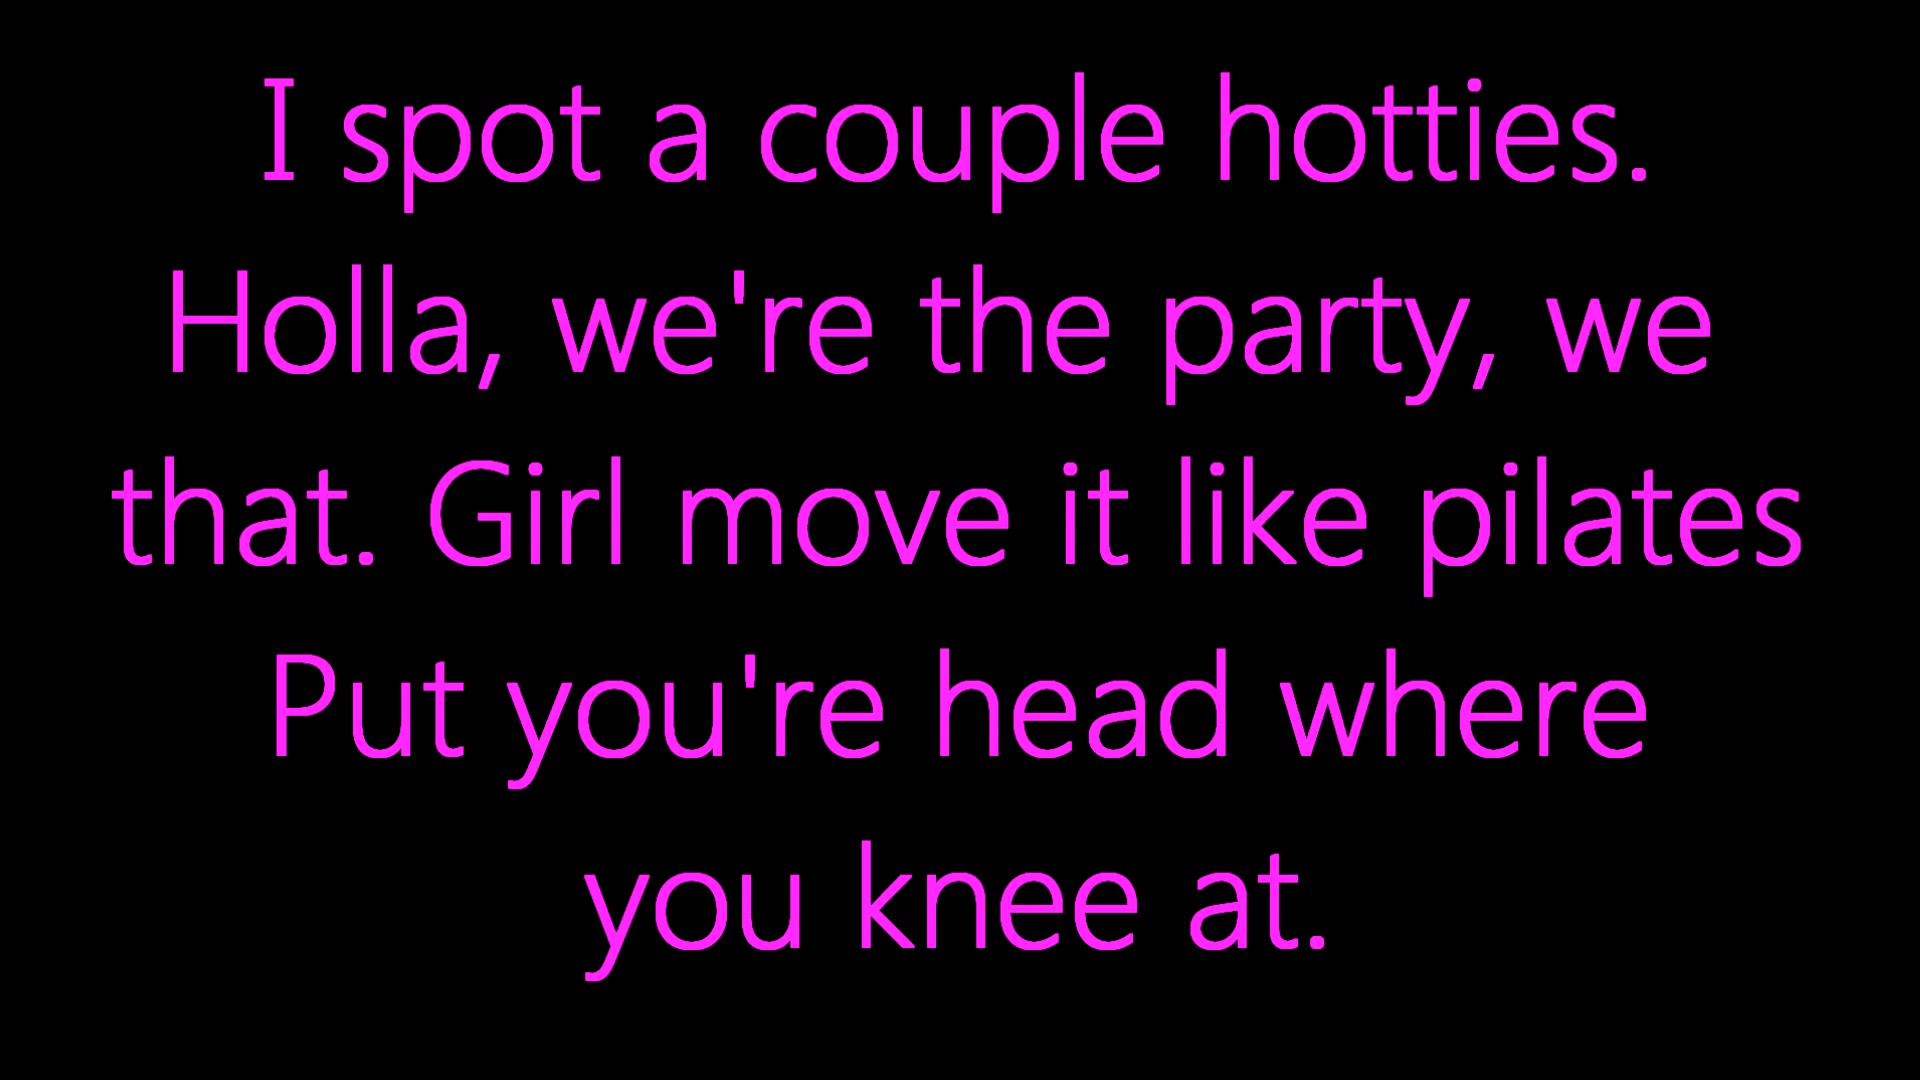 I spot a couple hotties.
Holla, we're the party, we
that. Girl move it like pilates
Put you're head where
you knee at.